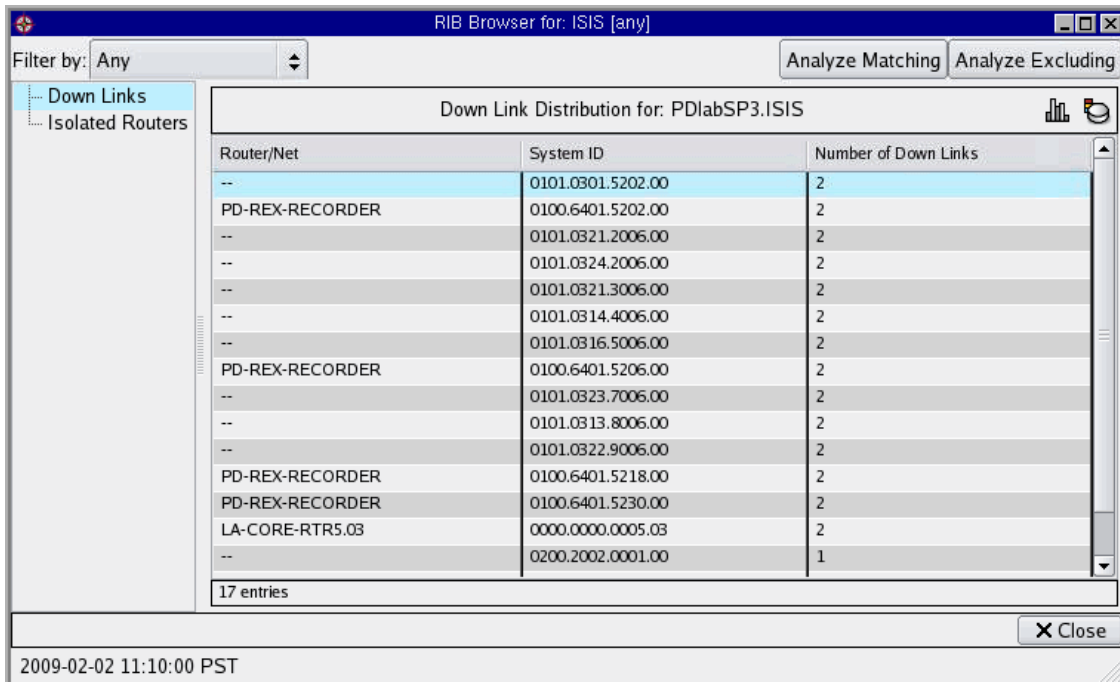 RIB Browser for: ISIS [any]
Filter by: Any Analyze Matching Analyze Excluding
Down Links
Isolated Routers
Down Link Distribution for: PDlabSP3.ISIS
Router/Net System ID Number of Down Links
-- 0101.0301.5202.00 2
PD-REX-RECORDER 0100.6401.5202.00 2
-- 0101.0321.2006.00 2
-- 0101.0324.2006.00 2
-- 0101.0321.3006.00 2
-- 0101.0314.4006.00 2
-- 0101.0316.5006.00 2
PD-REX-RECORDER 0100.6401.5206.00 2
-- 0101.0323.7006.00 2
-- 0101.0313.8006.00 2
-- 0101.0322.9006.00 2
PD-REX-RECORDER 0100.6401.5218.00 2
PD-REX-RECORDER 0100.6401.5230.00 2
LA-CORE-RTR5.03 0000.0000.0005.03 2
-- 0200.2002.0001.00 1
17 entries
Close
2009-02-02 11:10:00 PST